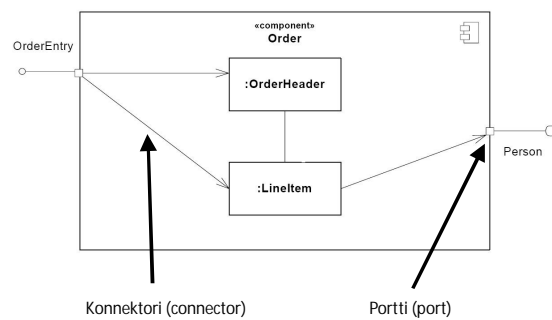 «component»
Order
OrderEntry
:OrderHeader
Person
:LineItem
Konnektori (connector)
Portti (port)